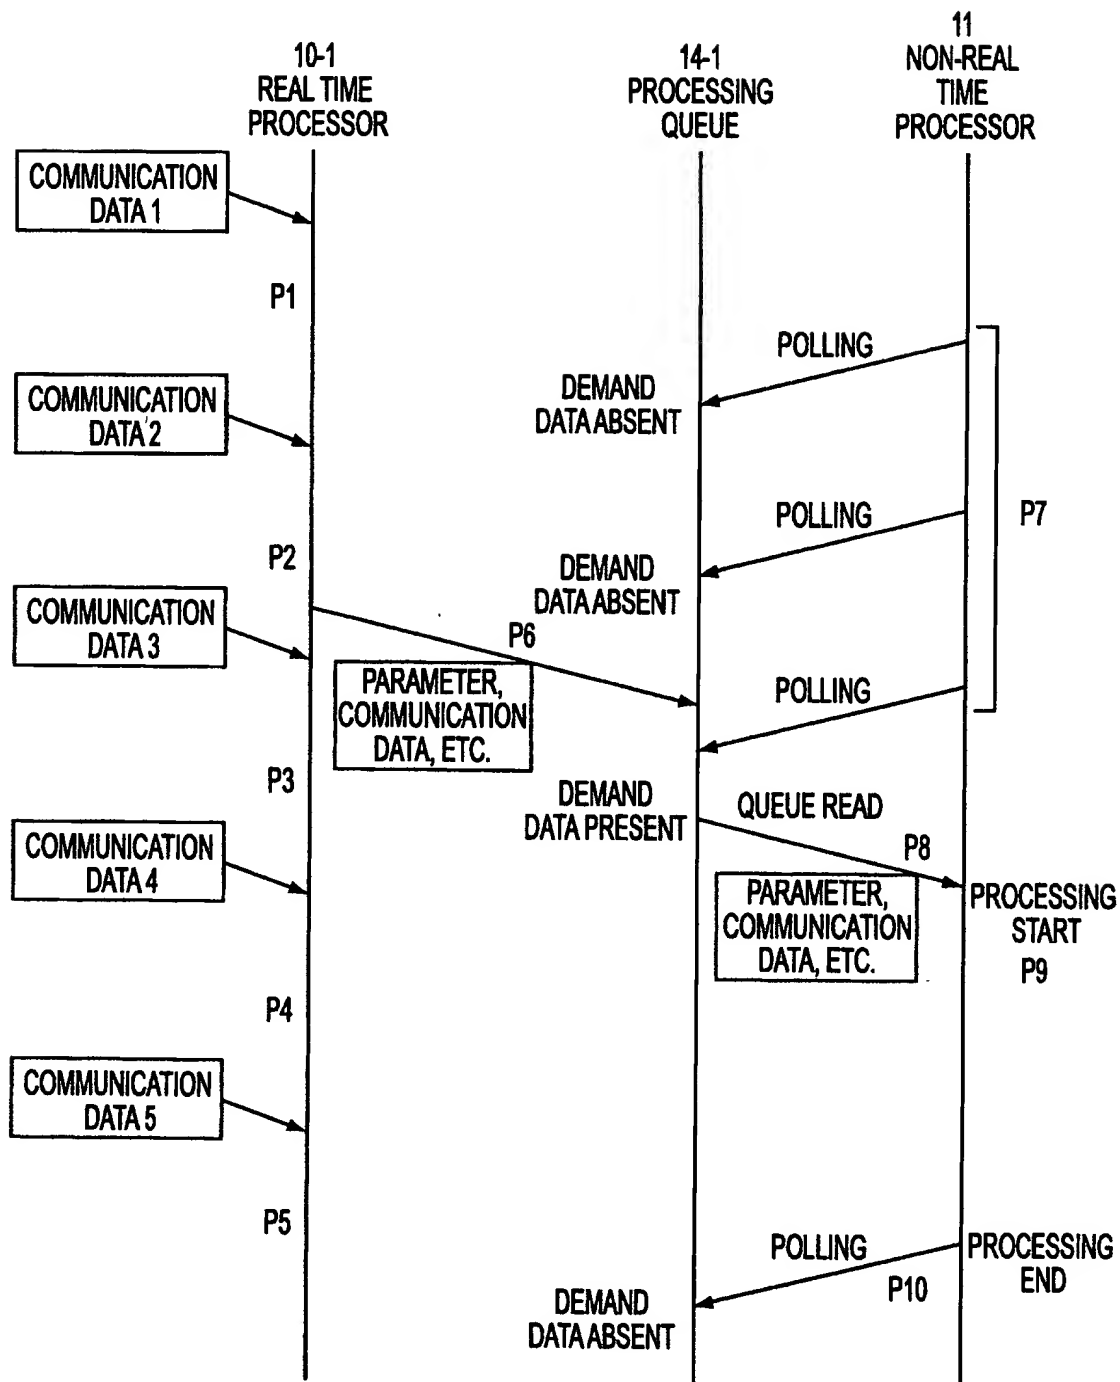 10-1
REAL TIME
PROCESSOR
14-1
PROCESSING
QUEUE
11
NON-REAL
TIME
PROCESSOR
COMMUNICATION
DATA 1
P1
POLLING
DEMAND
DATA ABSENT
COMMUNICATION
DATA 2
P7
POLLING
P2
DEMAND
DATA ABSENT
COMMUNICATION
DATA 3
P6
PARAMETER,
COMMUNICATION
DATA, ETC.
POLLING
P3
DEMAND
DATA PRESENT
QUEUE READ
P8
COMMUNICATION
DATA 4
PARAMETER,
COMMUNICATION
DATA, ETC.
PROCESSING
START
P9
P4
COMMUNICATION
DATA 5
P5
POLLING
P10
PROCESSING
END
DEMAND
DATA ABSENT